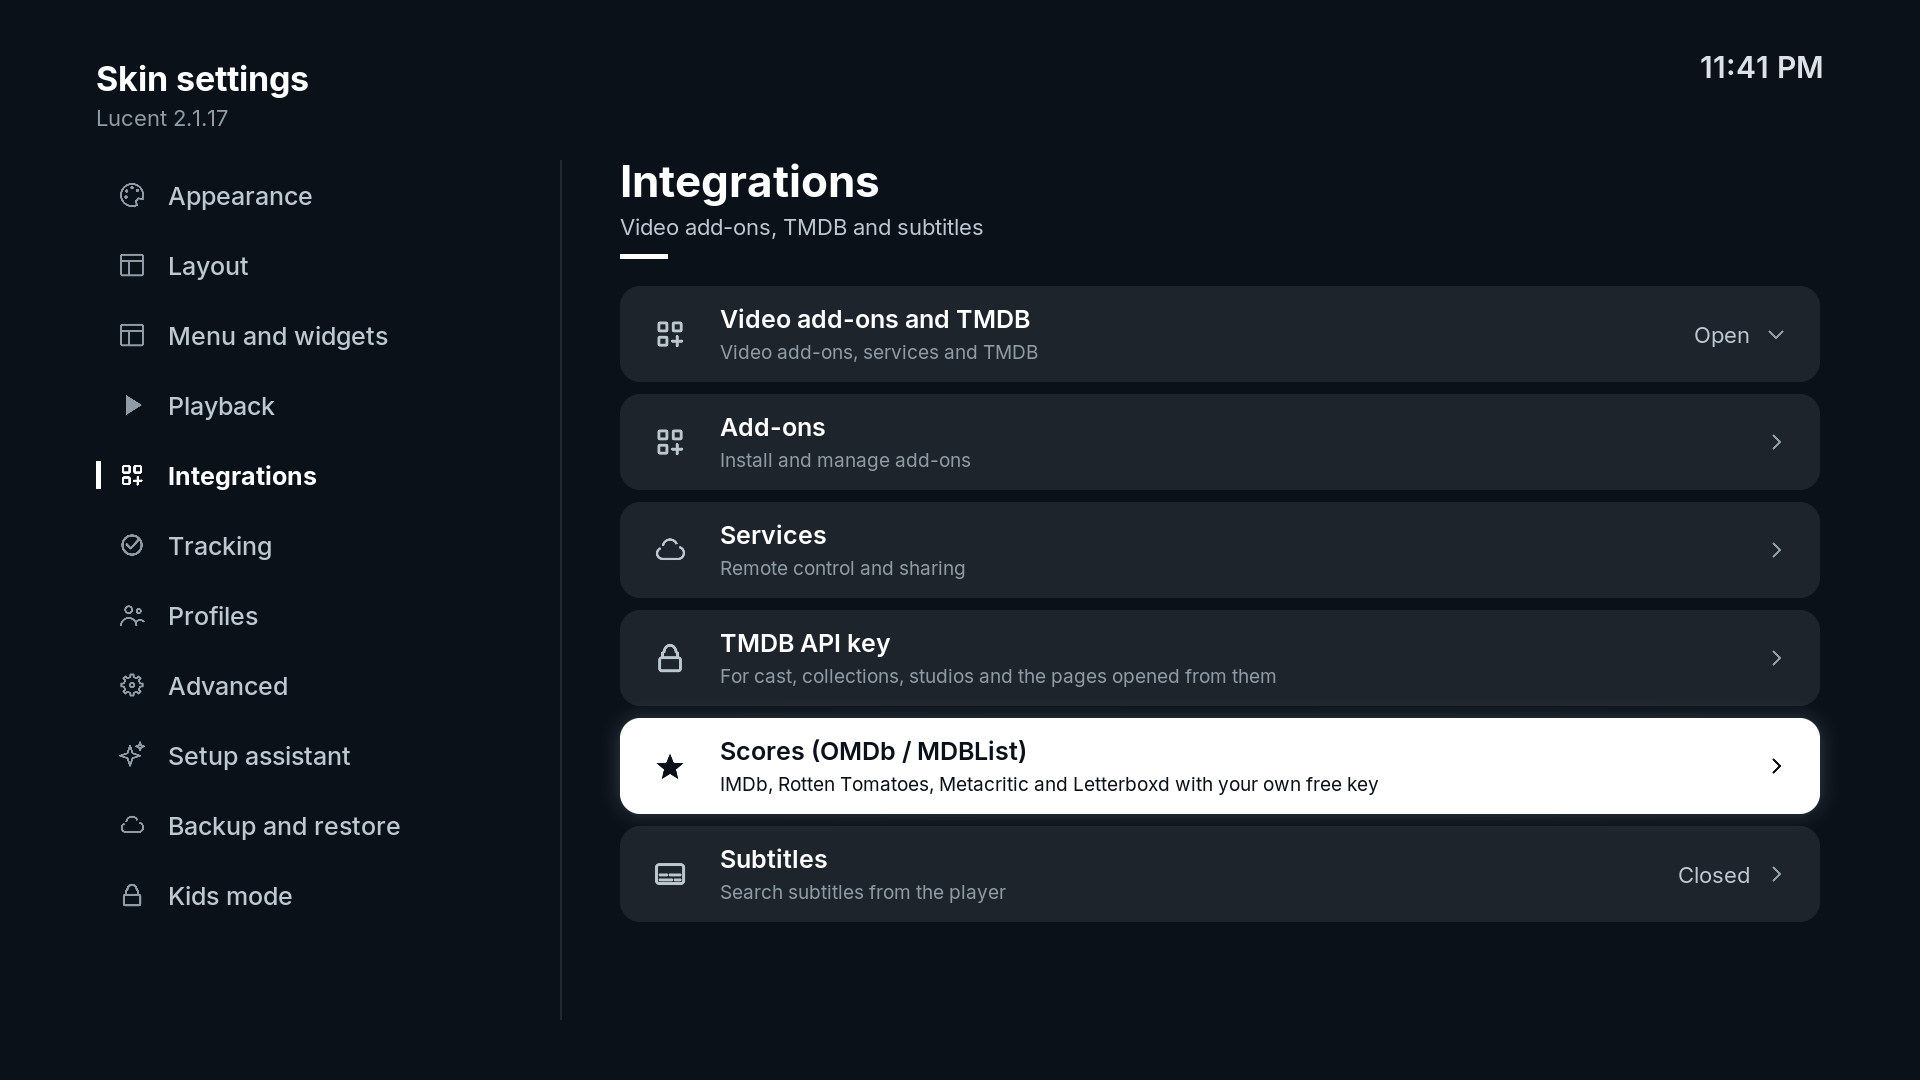 Skin settings
Lucent 2.1.17
11:41 PM
Appearance
Layout
Menu and widgets
Playback
Integrations
Tracking
Profiles
Advanced
Setup assistant
Backup and restore
Kids mode
Integrations
Video add-ons, TMDB and subtitles
Video add-ons and TMDB
Video add-ons, services and TMDB
Open
Add-ons
Install and manage add-ons
Services
Remote control and sharing
TMDB API key
For cast, collections, studios and the pages opened from them
Scores (OMDb / MDBList)
IMDb, Rotten Tomatoes, Metacritic and Letterboxd with your own free key
Subtitles
Search subtitles from the player
Closed